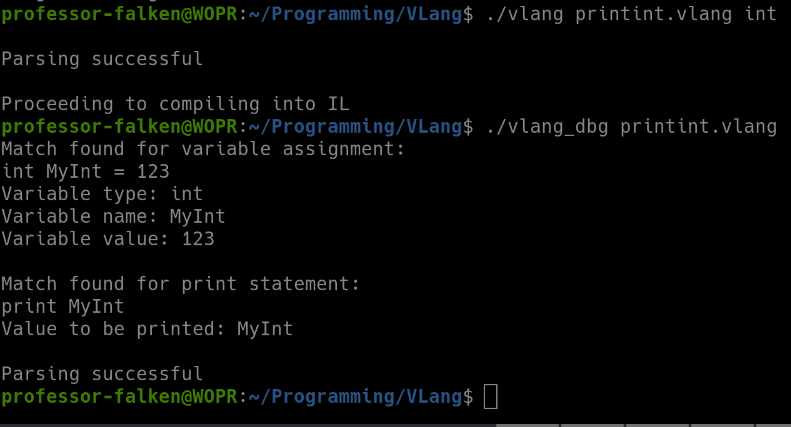 professor-falken@WOPR:~/Programming/VLang$ ./vlang printint.vlang int
Parsing successful
Proceeding to compiling into IL
professor-falken@WOPR:~/Programming/VLang$ ./vlang_dbg printint.vlang
Match found for variable assignment:
int MyInt = 123
Variable type: int
Variable name: MyInt
Variable value: 123
Match found for print statement:
print MyInt
Value to be printed: MyInt
Parsing successful
professor-falken@WOPR:~/Programming/VLang$